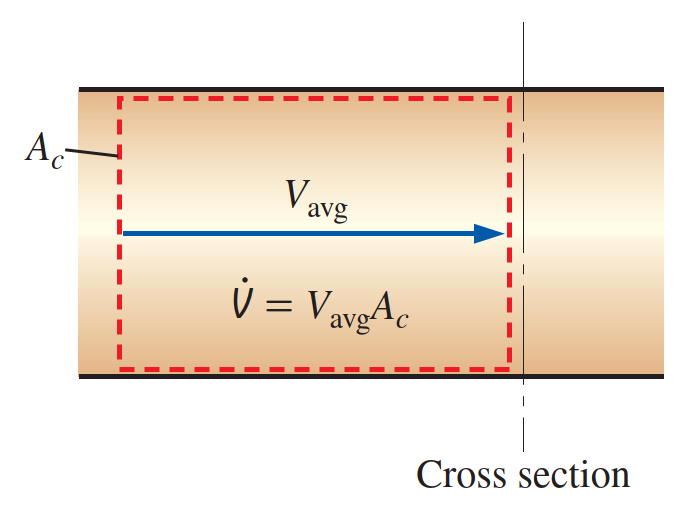 A_c
V_avg
V̇ = V_avg A_c
Cross section